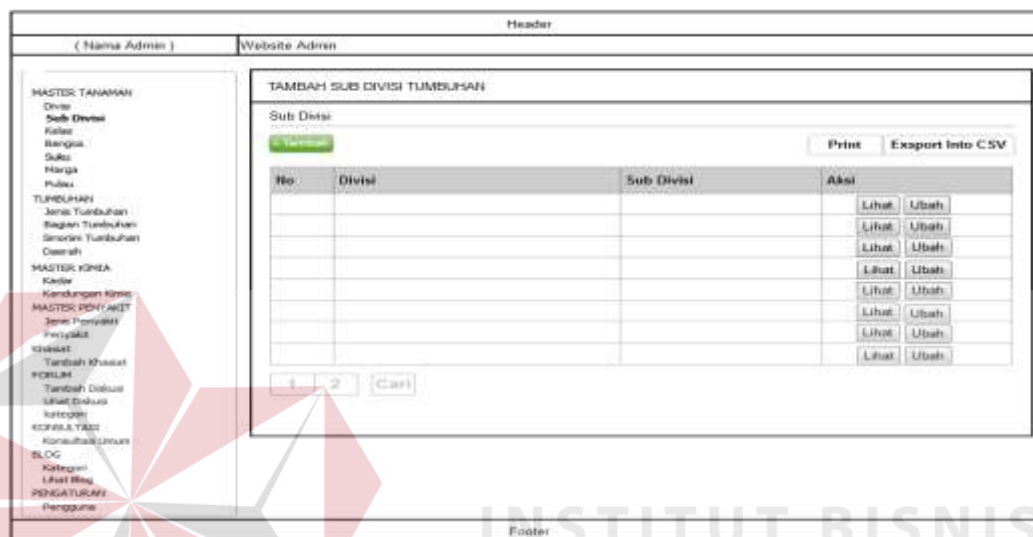 Header
( Nama Admin )
Website Admin
MASTER TANAMAN
Divisi
Sub Divisi
Kelas
Bangsa
Suku
Marga
Pulau
TUMBUHAN
Jenis Tumbuhan
Bagian Tumbuhan
Sinonim Tumbuhan
Daerah
MASTER KIMIA
Kadar
Kandungan Kimia
MASTER PENYAKIT
Jenis Penyakit
Penyakit
Khasiat
Tambah Khasiat
FORUM
Tambah Diskusi
Lihat Diskusi
kategori
KONSULTASI
Konsultasi Umum
BLOG
Kategori
Lihat Blog
PENGATURAN
Pengguna
TAMBAH SUB DIVISI TUMBUHAN
Sub Divisi
+ Tambah
Print Exsport Into CSV
No Divisi Sub Divisi Aksi
Lihat Ubah
Lihat Ubah
Lihat Ubah
Lihat Ubah
Lihat Ubah
Lihat Ubah
Lihat Ubah
Lihat Ubah
1 2 Cari
INSTITUT BISNIS
Footer